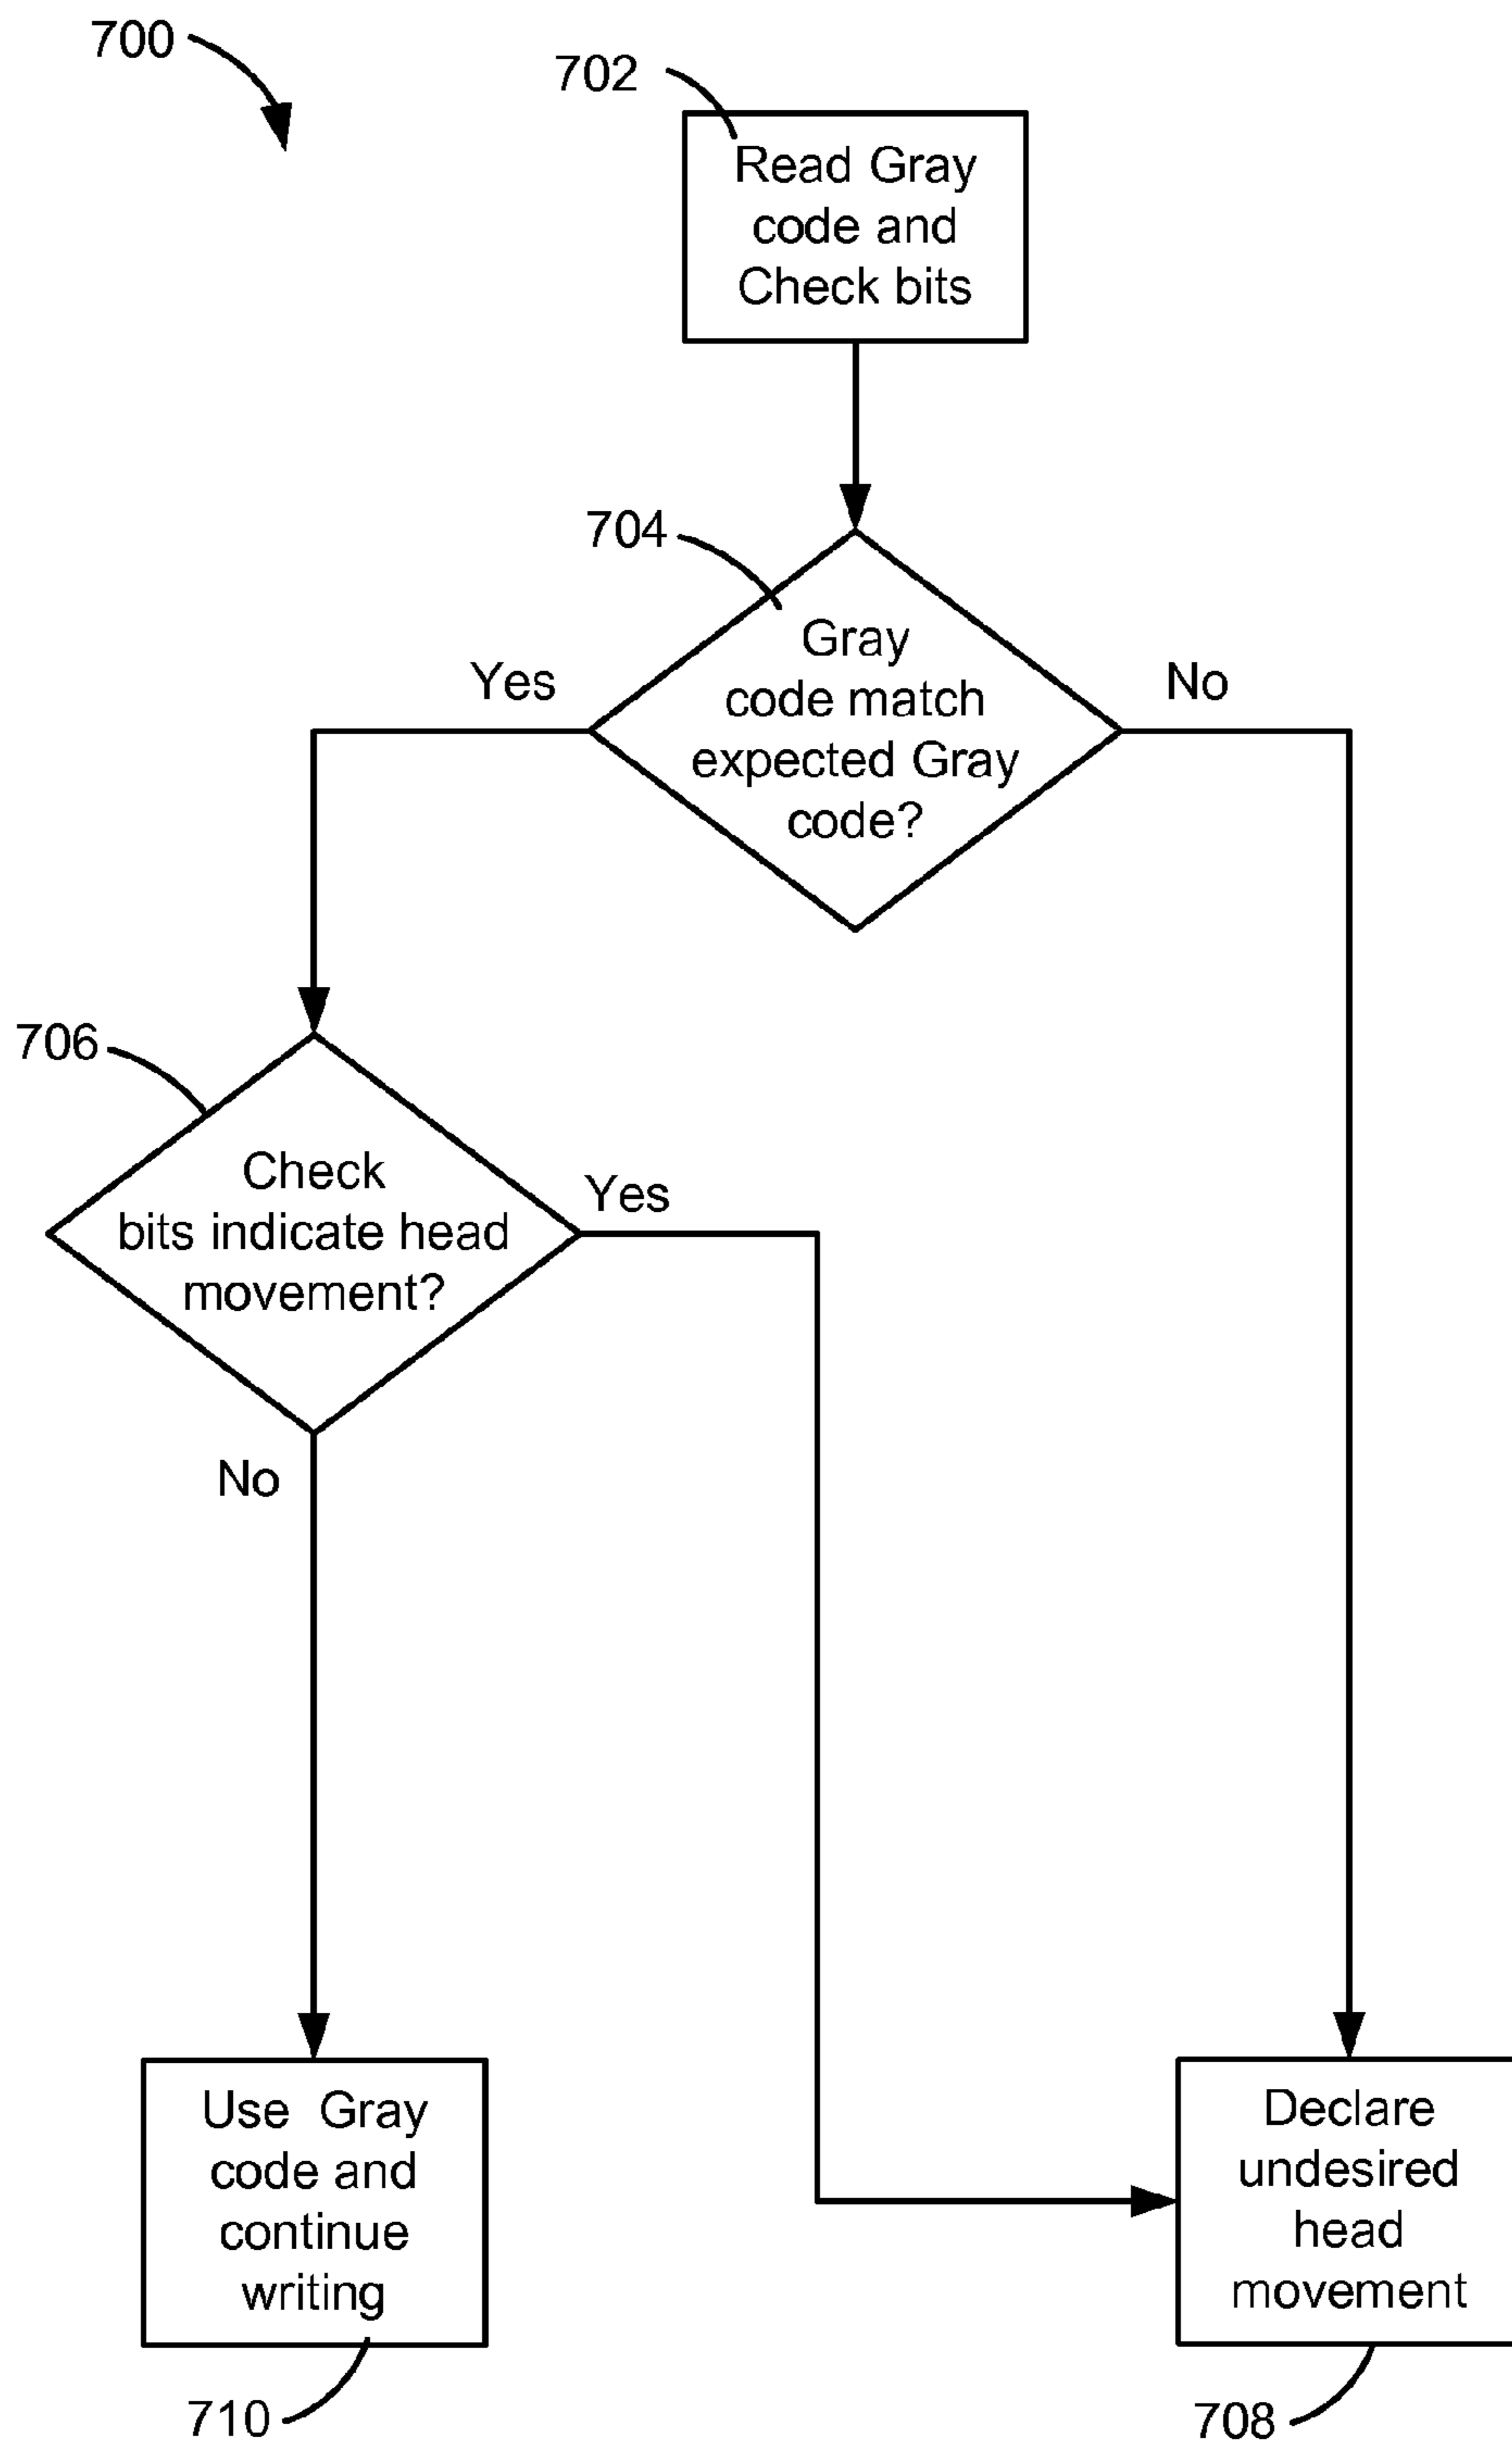 700
702
Read Gray
code and
Check bits
704
Gray
code match
expected Gray
code?
Yes
No
706
Check
bits indicate head
movement?
Yes
No
Use Gray
code and
continue
writing
710
Declare
undesired
head
movement
708